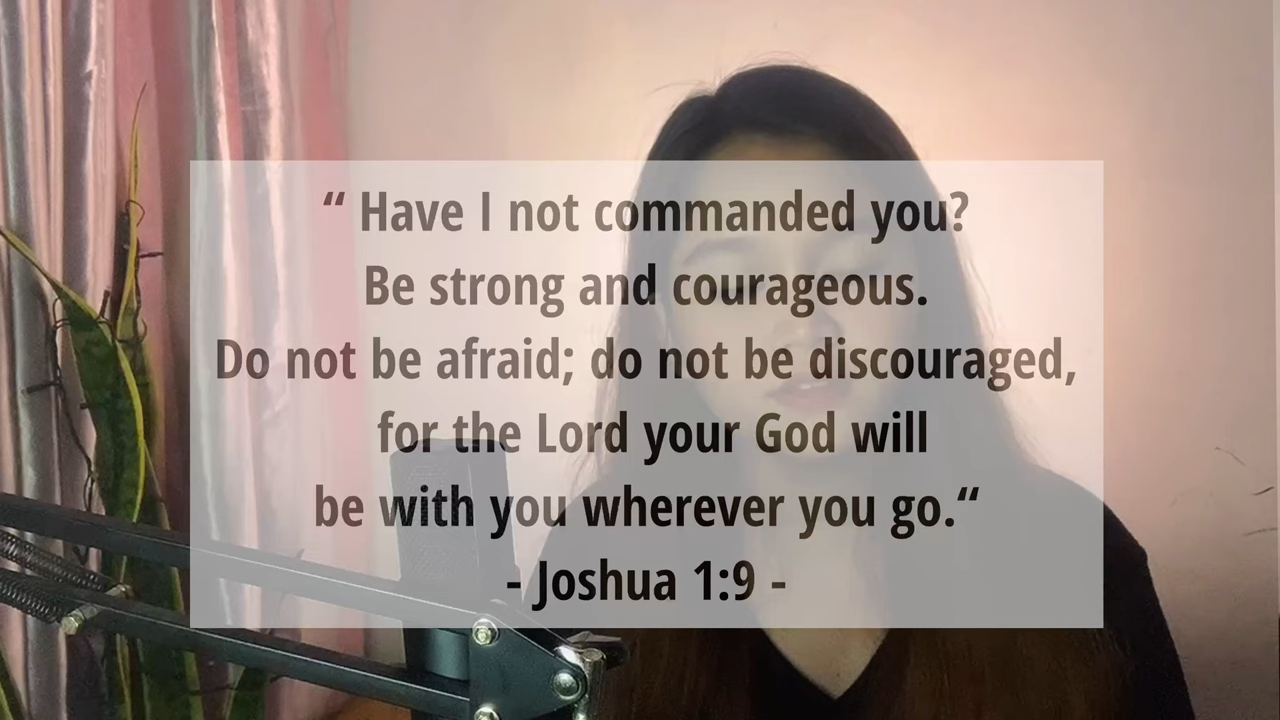 “ Have I not commanded you?
Be strong and courageous.
Do not be afraid; do not be discouraged,
for the Lord your God will
be with you wherever you go.“
- Joshua 1:9 -